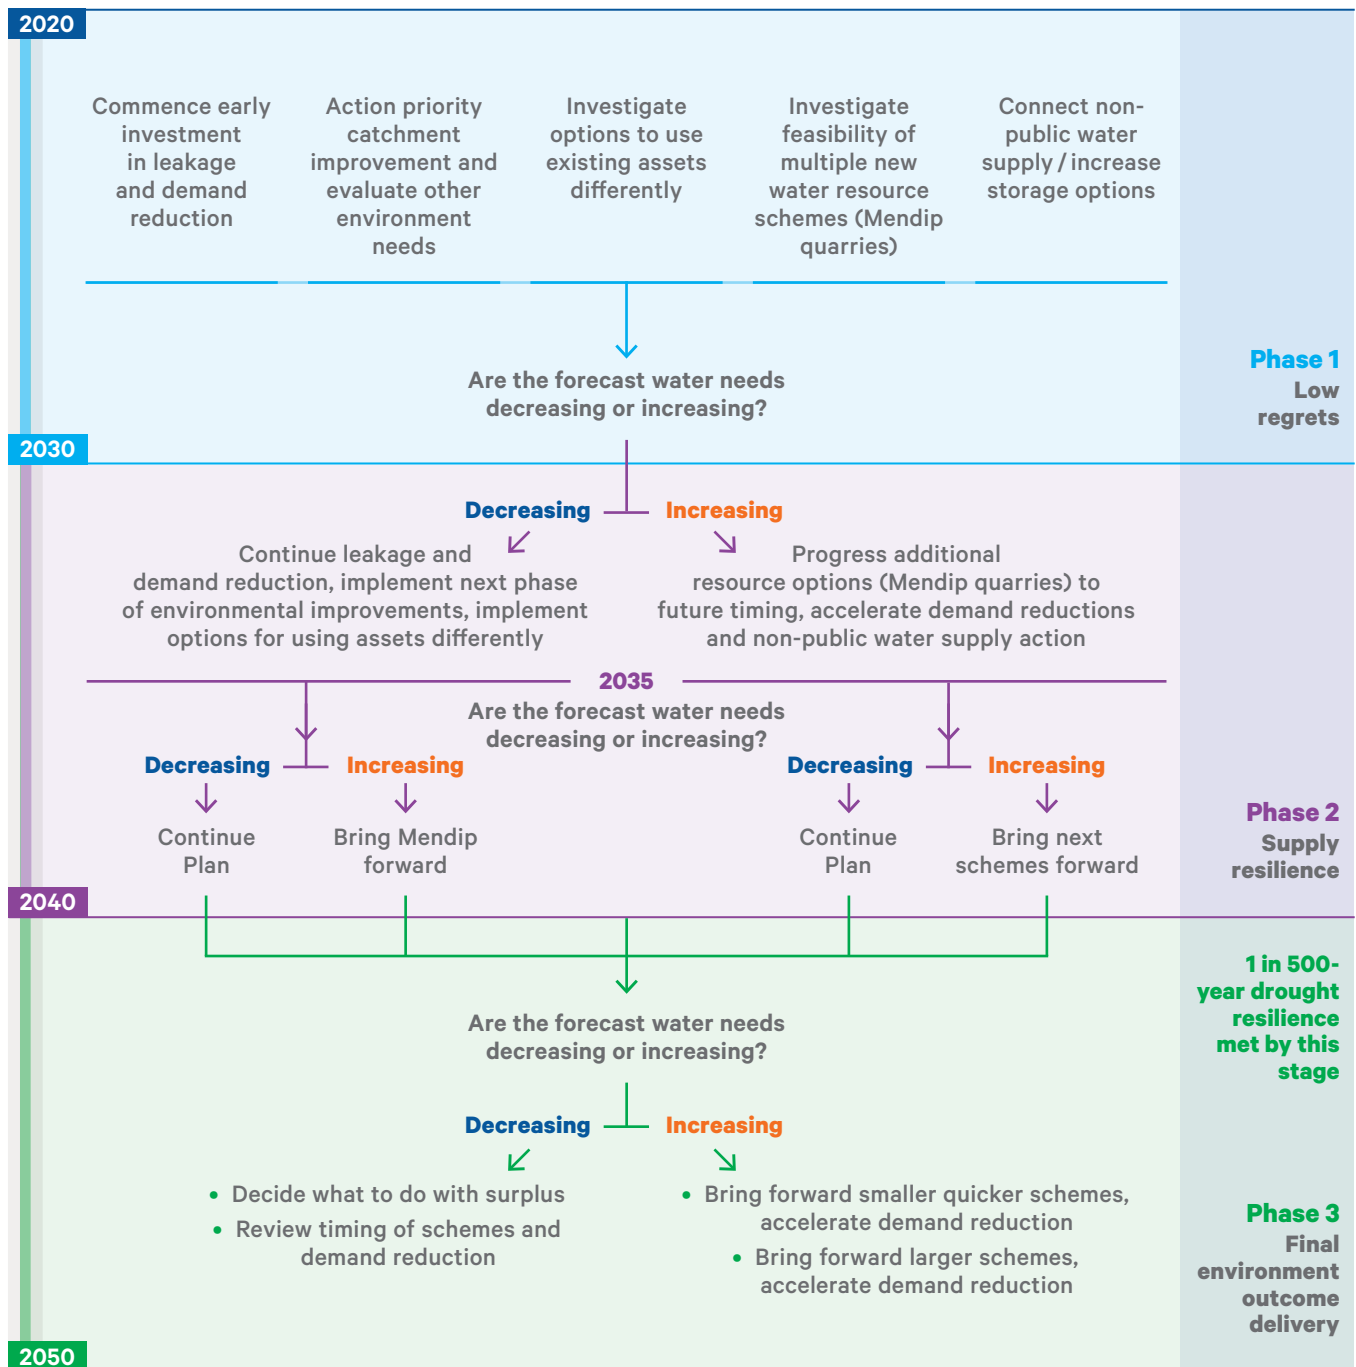 2020
Commence early
investment
in leakage
and demand
reduction
Action priority
catchment
improvement and
evaluate other
environment
needs
Investigate
options to use
existing assets
differently
Investigate
feasibility of
multiple new
water resource
schemes (Mendip
quarries)
Connect non-
public water
supply / increase
storage options
Are the forecast water needs
decreasing or increasing?
Phase 1
Low
regrets
2030
Decreasing
Increasing
Continue leakage and
demand reduction, implement next phase
of environmental improvements, implement
options for using assets differently
Progress additional
resource options (Mendip quarries) to
future timing, accelerate demand reductions
and non-public water supply action
2035
Are the forecast water needs
decreasing or increasing?
Decreasing
Increasing
Decreasing
Increasing
Continue
Plan
Bring Mendip
forward
Continue
Plan
Bring next
schemes forward
Phase 2
Supply
resilience
2040
1 in 500-
year drought
resilience
met by this
stage
Are the forecast water needs
decreasing or increasing?
Decreasing
Increasing
• Decide what to do with surplus
• Review timing of schemes and
demand reduction
• Bring forward smaller quicker schemes,
accelerate demand reduction
• Bring forward larger schemes,
accelerate demand reduction
Phase 3
Final
environment
outcome
delivery
2050